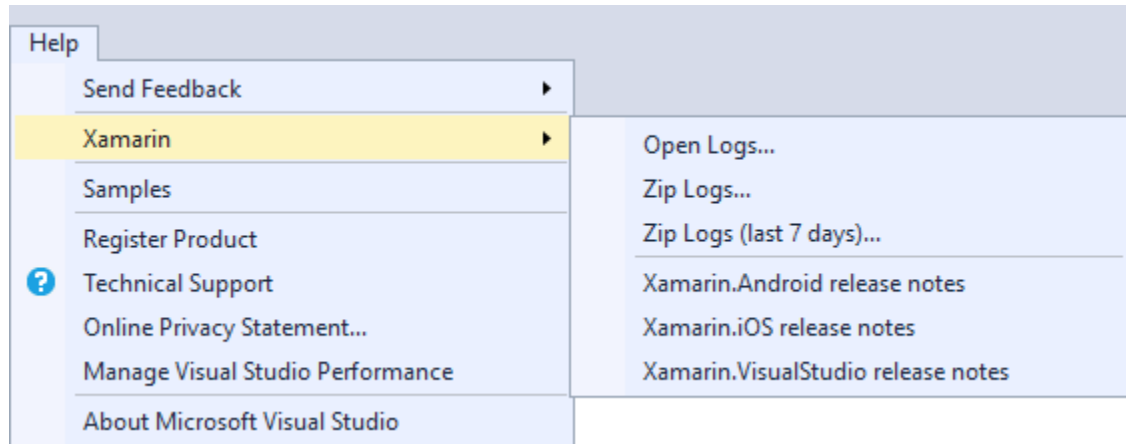 Help
Send Feedback
Xamarin
Samples
Register Product
? Technical Support
Online Privacy Statement...
Manage Visual Studio Performance
About Microsoft Visual Studio
Open Logs...
Zip Logs...
Zip Logs (last 7 days)...
Xamarin.Android release notes
Xamarin.iOS release notes
Xamarin.VisualStudio release notes